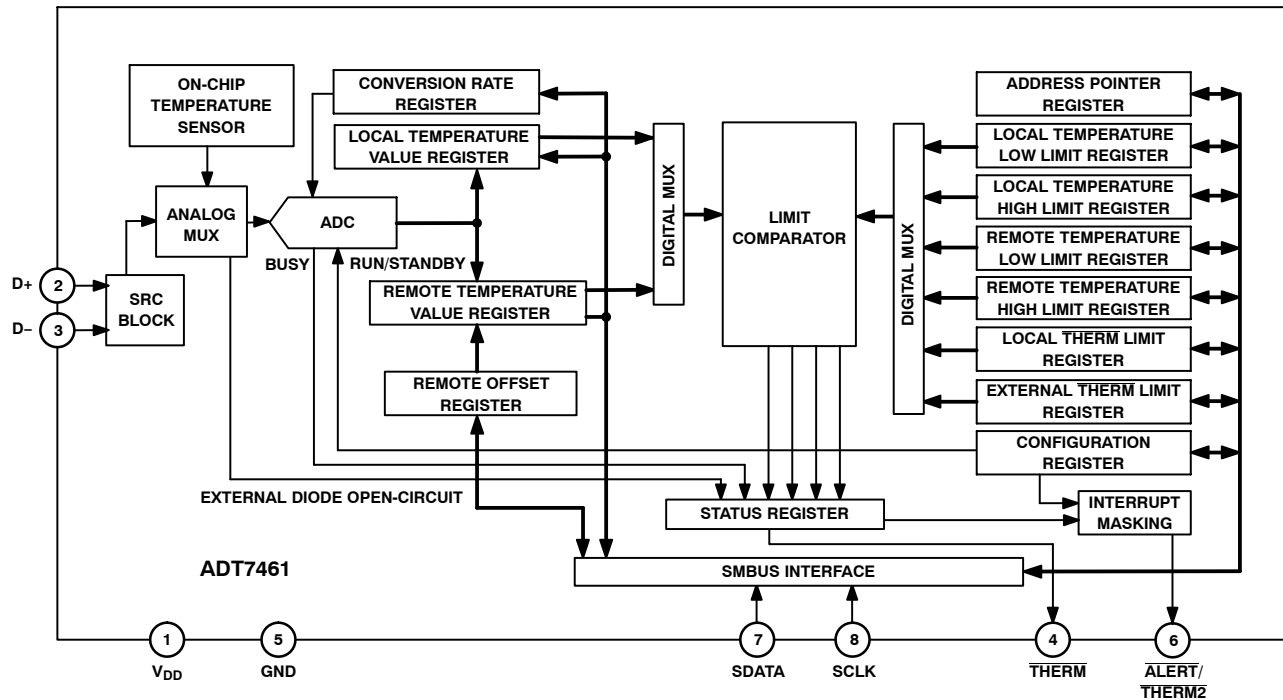 ON-CHIP
TEMPERATURE
SENSOR
CONVERSION RATE
REGISTER
LOCAL TEMPERATURE
VALUE REGISTER
ANALOG
MUX
ADC
BUSY
RUN/STANDBY
D+
2
D−
3
SRC
BLOCK
REMOTE TEMPERATURE
VALUE REGISTER
REMOTE OFFSET
REGISTER
DIGITAL MUX
LIMIT
COMPARATOR
DIGITAL MUX
ADDRESS POINTER
REGISTER
LOCAL TEMPERATURE
LOW LIMIT REGISTER
LOCAL TEMPERATURE
HIGH LIMIT REGISTER
REMOTE TEMPERATURE
LOW LIMIT REGISTER
REMOTE TEMPERATURE
HIGH LIMIT REGISTER
LOCAL THERM LIMIT
REGISTER
EXTERNAL THERM LIMIT
REGISTER
CONFIGURATION
REGISTER
EXTERNAL DIODE OPEN-CIRCUIT
STATUS REGISTER
INTERRUPT
MASKING
ADT7461
SMBUS INTERFACE
1
5
7
8
4
6
VDD
GND
SDATA
SCLK
THERM
ALERT/
THERM2